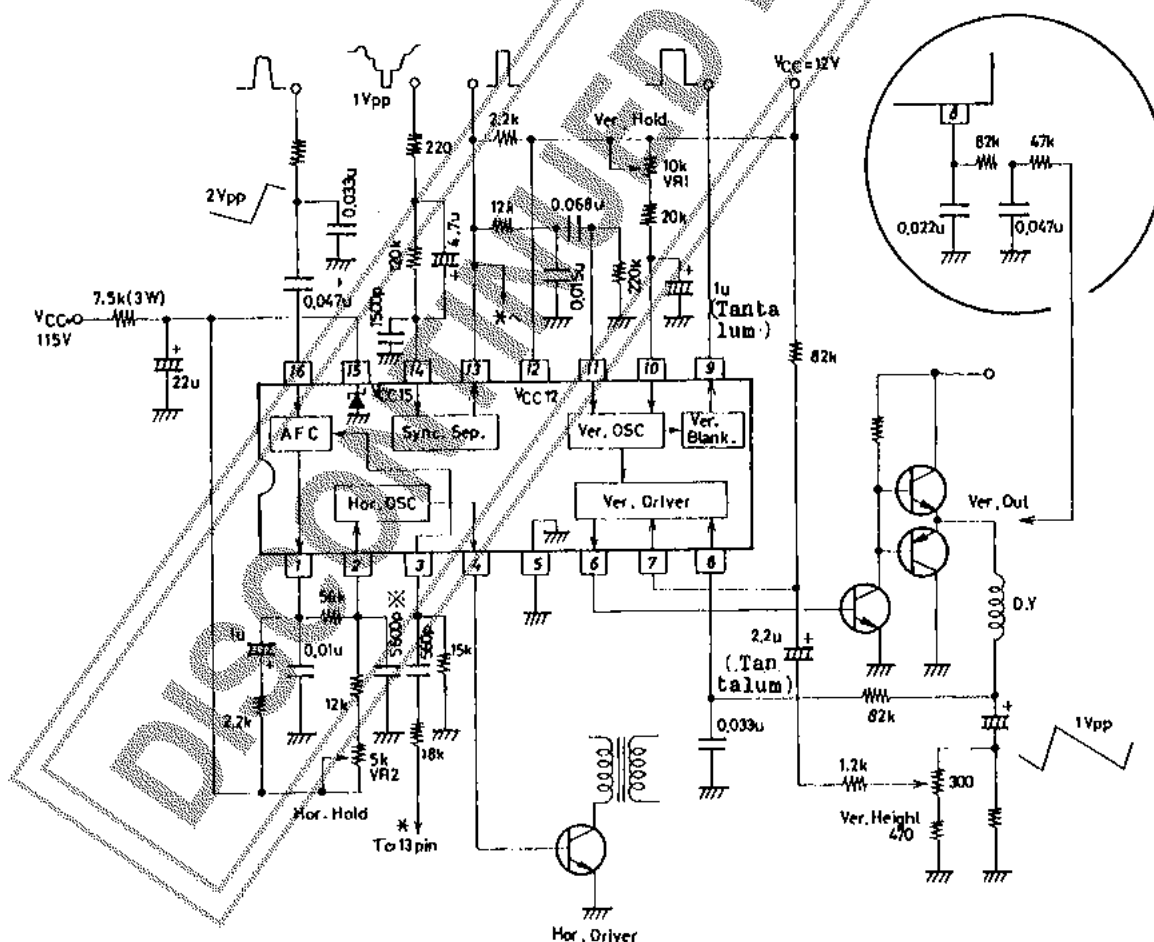 VCC=12V
1Vpp
2.2k
Ver. Hold
220
10k
VR1
2Vpp
0.033u
4.7u
12k
0.068u
20k
120k
0.015u
220k
1u
(Tanta
lum)
0.047u
1500p
*~
7.5k(3W)
VCC
115V
22u
82k
8
82k
47k
0.022u
0.047u
16
15
14
13
12
11
10
9
VCC15
VCC12
AFC
Sync. Sep.
Ver. OSC
Ver.
Blank.
Hor. OSC
Ver. Driver
1
2
3
4
5
6
7
8
Ver. Out
D.Y
56k
1u
0.01u
5600p ※
560p
15k
2.2k
12k
18k
5k
VR2
Hor. Hold
*
To 13 pin
2.2u
(.Tan
talum)
82k
0.033u
1Vpp
1.2k
300
Ver. Height
470
Hor. Driver
DISCONTINUED